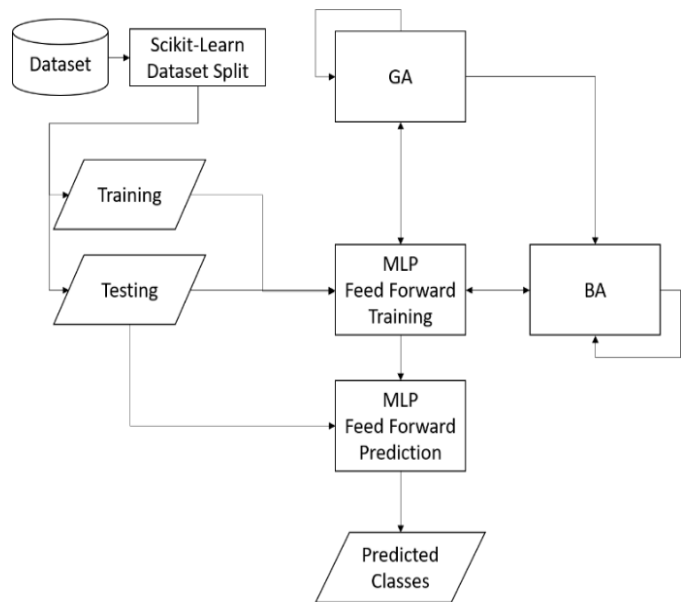 Dataset
Scikit-Learn
Dataset Split
GA
Training
Testing
MLP
Feed Forward
Training
BA
MLP
Feed Forward
Prediction
Predicted
Classes